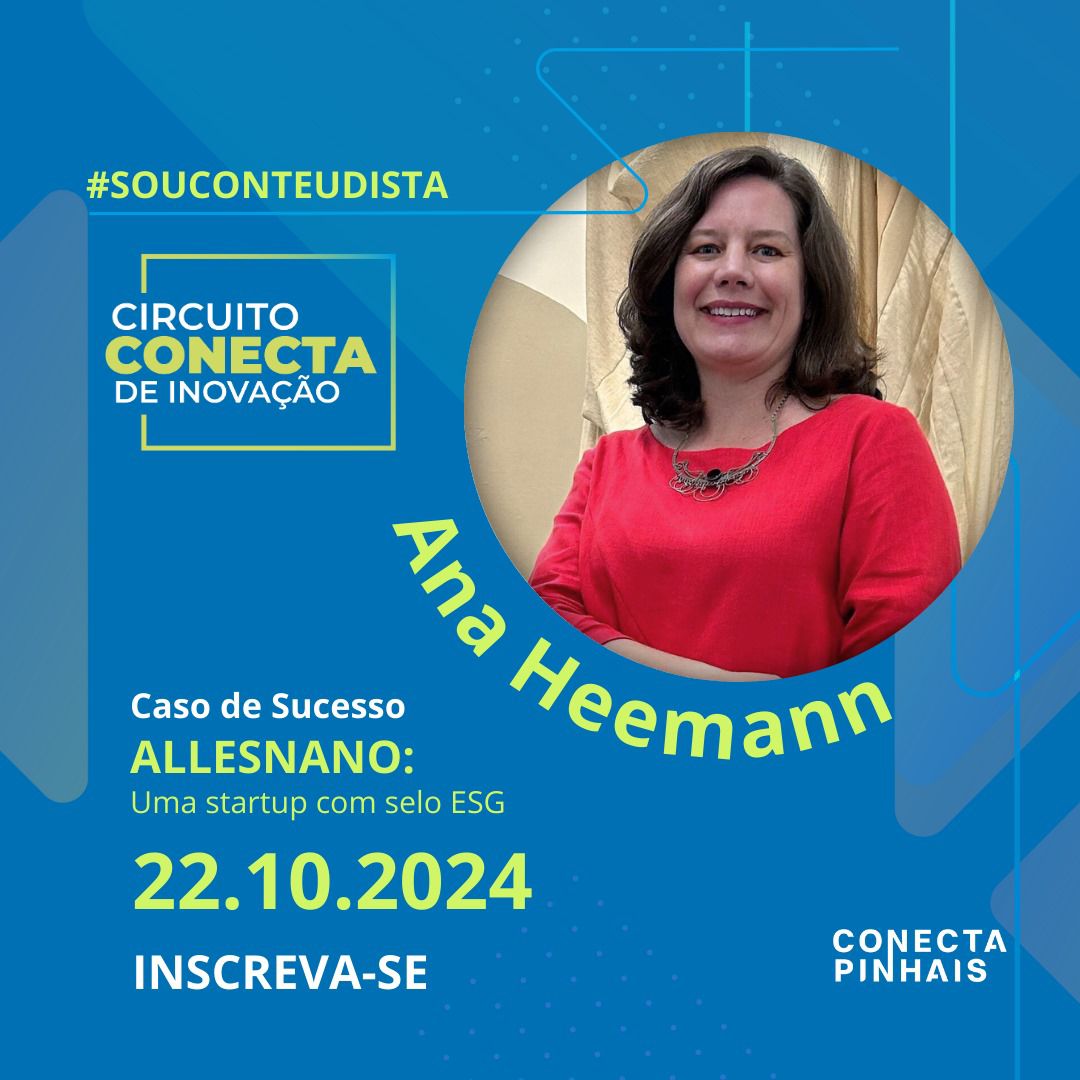 #SOUCONTEUDISTA
CIRCUITO
CONECTA
DE INOVAÇÃO
Ana Heemann
Caso de Sucesso
ALLESNANO:
Uma startup com selo ESG
22.10.2024
INSCREVA-SE
CONECTA
PINHAIS